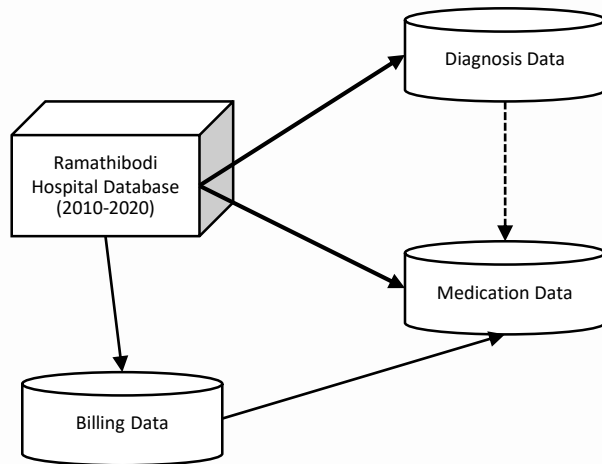 Diagnosis Data
Ramathibodi
Hospital Database
(2010-2020)
Medication Data
Billing Data